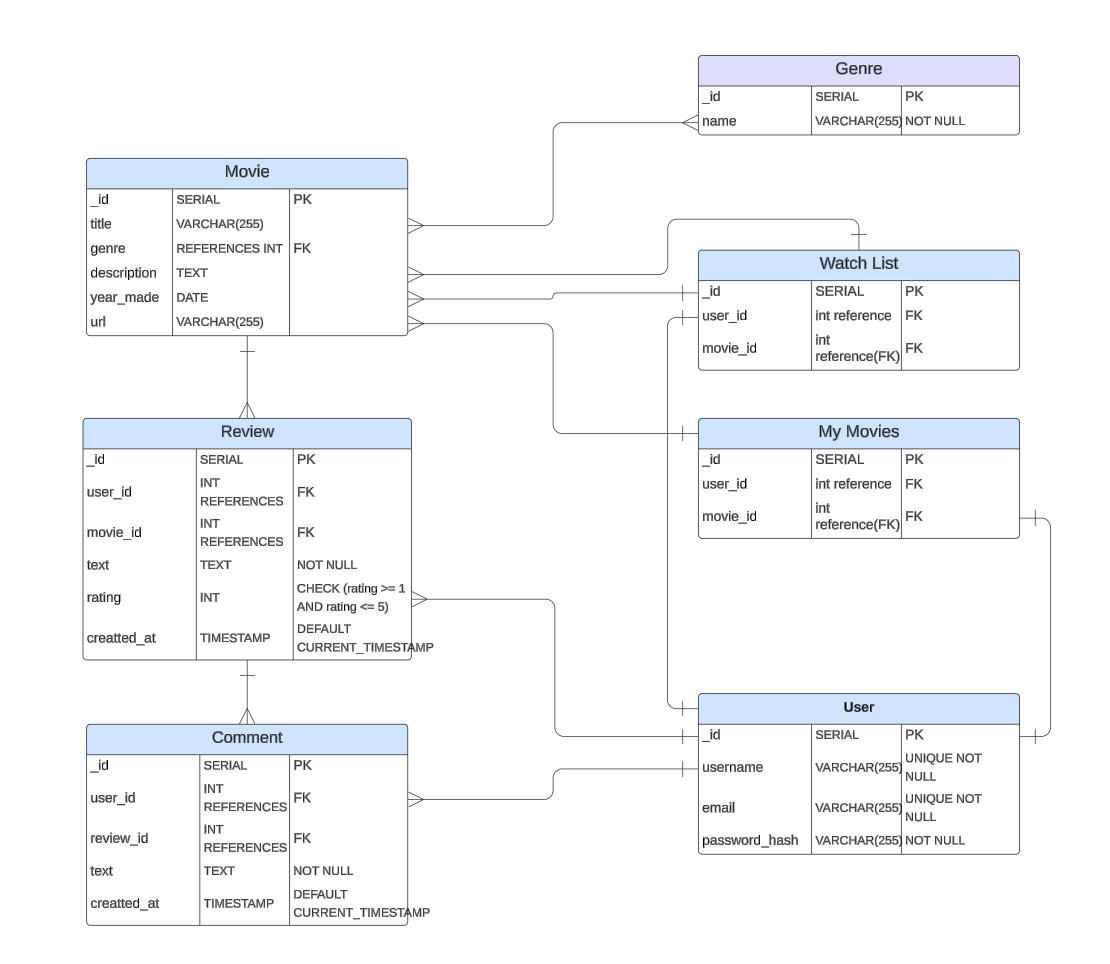 Genre
_id SERIAL PK
name VARCHAR(255) NOT NULL
Movie
_id SERIAL PK
title VARCHAR(255)
genre REFERENCES INT FK
description TEXT
year_made DATE
url VARCHAR(255)
Watch List
_id SERIAL PK
user_id int reference FK
movie_id int
reference(FK) FK
Review
_id SERIAL PK
user_id INT
REFERENCES FK
movie_id INT
REFERENCES FK
text TEXT NOT NULL
rating INT CHECK (rating >= 1
AND rating <= 5)
creatted_at TIMESTAMP DEFAULT
CURRENT_TIMESTAMP
My Movies
_id SERIAL PK
user_id int reference FK
movie_id int
reference(FK) FK
Comment
_id SERIAL PK
user_id INT
REFERENCES FK
review_id INT
REFERENCES FK
text TEXT NOT NULL
creatted_at TIMESTAMP DEFAULT
CURRENT_TIMESTAMP
User
_id SERIAL PK
username VARCHAR(255) UNIQUE NOT
NULL
email VARCHAR(255) UNIQUE NOT
NULL
password_hash VARCHAR(255) NOT NULL